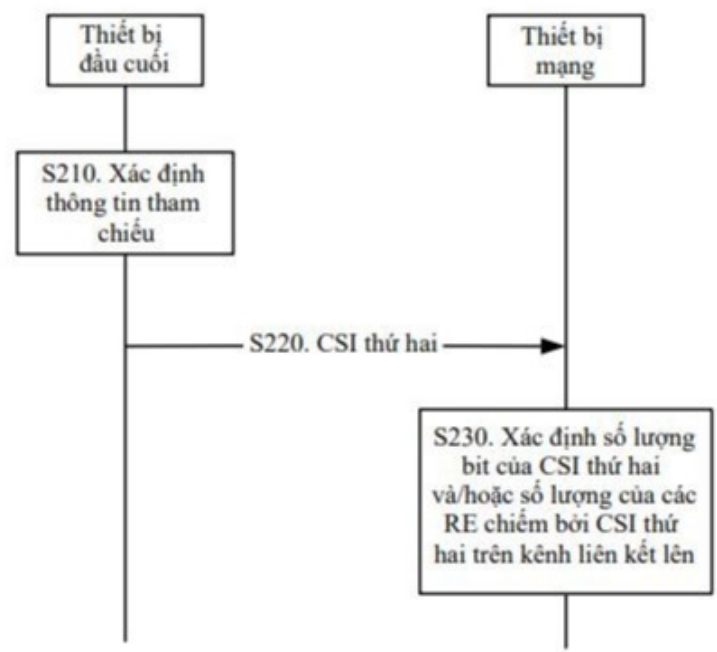 Thiết bị
đầu cuối
Thiết bị
mạng
S210. Xác định
thông tin tham
chiếu
S220. CSI thứ hai
S230. Xác định số lượng
bit của CSI thứ hai
và/hoặc số lượng của các
RE chiếm bởi CSI thứ
hai trên kênh liên kết lên